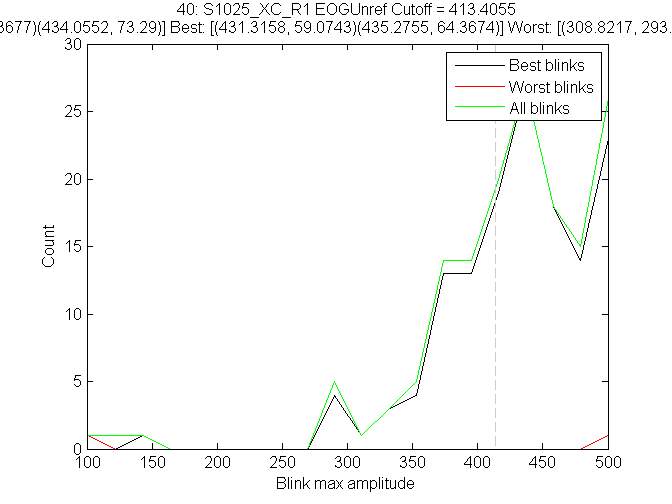 40: S1025_XC_R1 EOGUnref Cutoff = 413.4055
3677)(434.0552, 73.29)] Best: [(431.3158, 59.0743)(435.2755, 64.3674)] Worst: [(308.8217, 293.
30
25
20
15
10
5
0
Count
Best blinks
Worst blinks
All blinks
100 150 200 250 300 350 400 450 500
Blink max amplitude